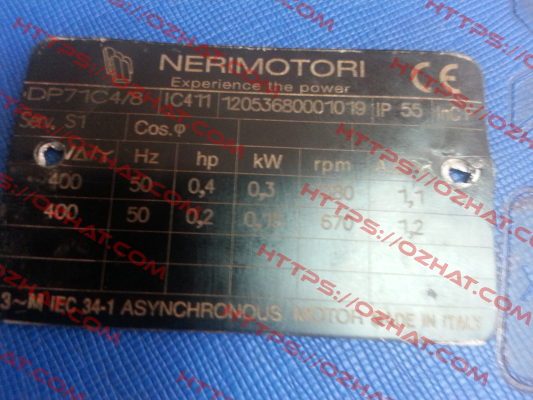 NERIMOTORI
Experience the power
CE
DP71C4/8 IC411 12053680001019 IP 55
Serv. S1 Cos.φ
V Hz hp kW rpm A
400 50 0,4 0,3 1,1
400 50 0,2 670 1,2
3~M IEC 34-1 ASYNCHRONOUS MOTOR MADE IN ITALY
HTTPS://OZHAT.COM